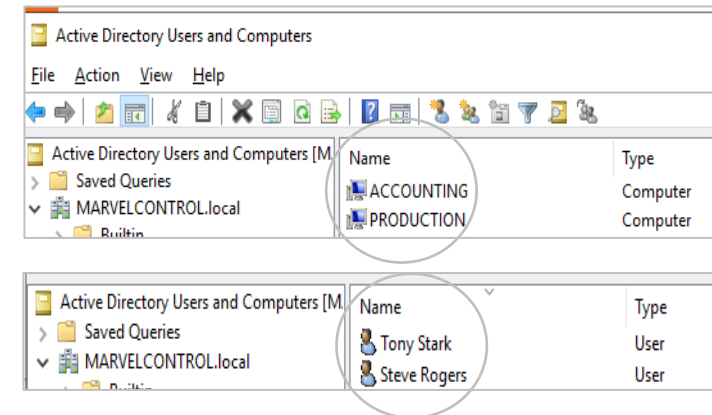 Active Directory Users and Computers
File Action View Help
Active Directory Users and Computers [M
Name Type
Saved Queries
ACCOUNTING Computer
MARVELCONTROL.local
PRODUCTION Computer
Builtin
Active Directory Users and Computers [M
Name Type
Saved Queries
Tony Stark User
MARVELCONTROL.local
Steve Rogers User
Builtin